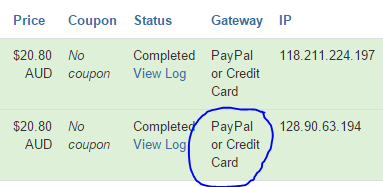 Price Coupon Status Gateway IP
$20.80 No Completed PayPal 118.211.224.197
AUD coupon View Log or Credit
Card
$20.80 No Completed PayPal 128.90.63.194
AUD coupon View Log or Credit
Card